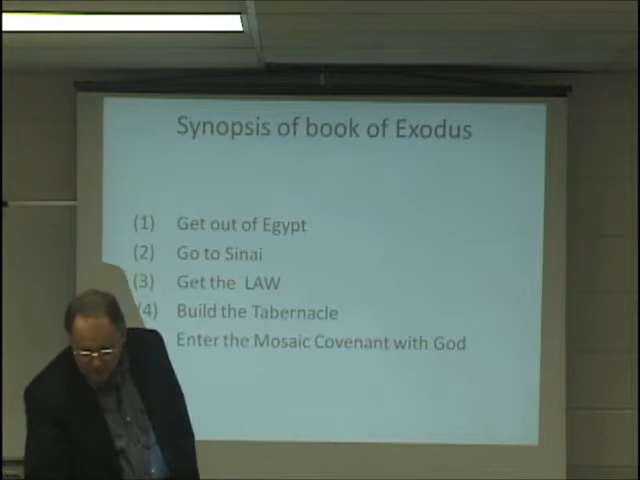 Synopsis of book of Exodus
(1) Get out of Egypt
(2) Go to Sinai
(3) Get the LAW
(4) Build the Tabernacle
Enter the Mosaic Covenant with God